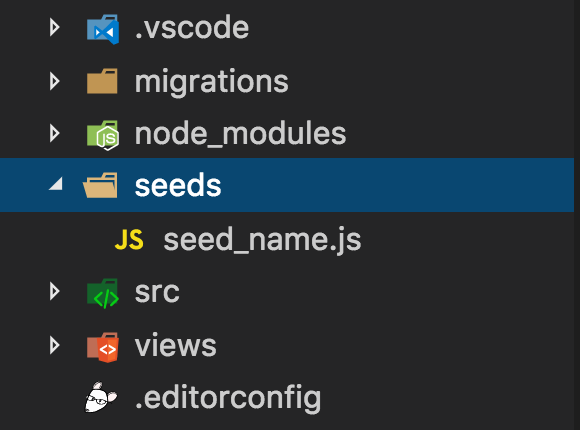 .vscode
migrations
node_modules
seeds
JS seed_name.js
src
views
.editorconfig